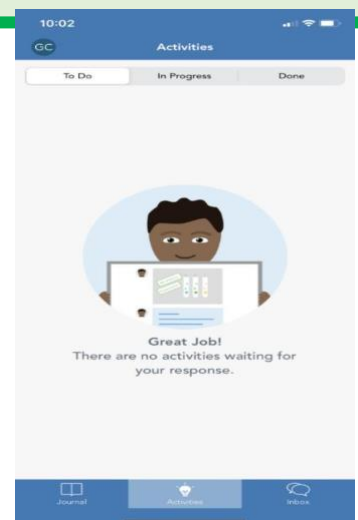 10:02
GC
Activities
To Do In Progress Done
Great Job!
There are no activities waiting for
your response.
Journal Activities Inbox